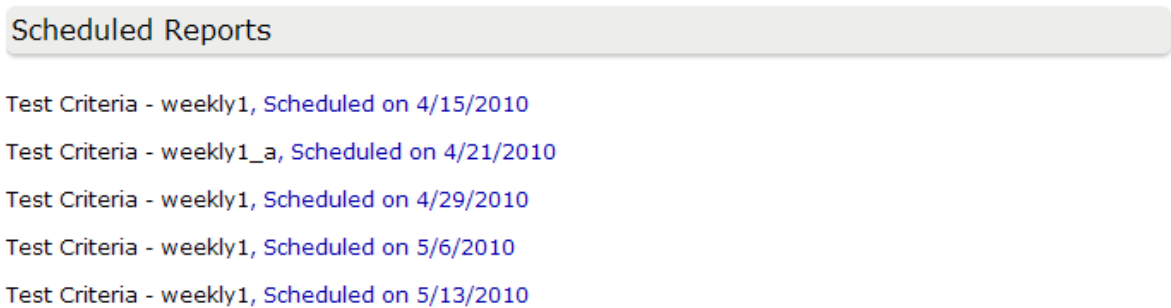 Scheduled Reports
Test Criteria - weekly1, Scheduled on 4/15/2010
Test Criteria - weekly1_a, Scheduled on 4/21/2010
Test Criteria - weekly1, Scheduled on 4/29/2010
Test Criteria - weekly1, Scheduled on 5/6/2010
Test Criteria - weekly1, Scheduled on 5/13/2010